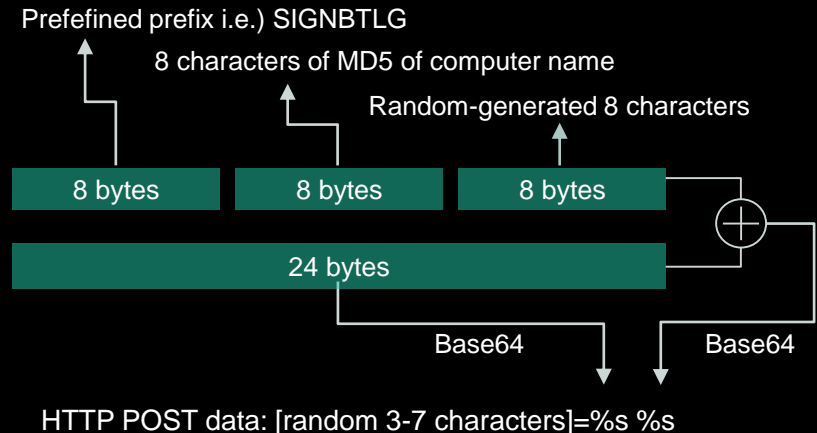 Prefefined prefix i.e.) SIGNBTLG
8 characters of MD5 of computer name
Random-generated 8 characters
8 bytes
8 bytes
8 bytes
24 bytes
Base64
Base64
HTTP POST data: [random 3-7 characters]=%s %s